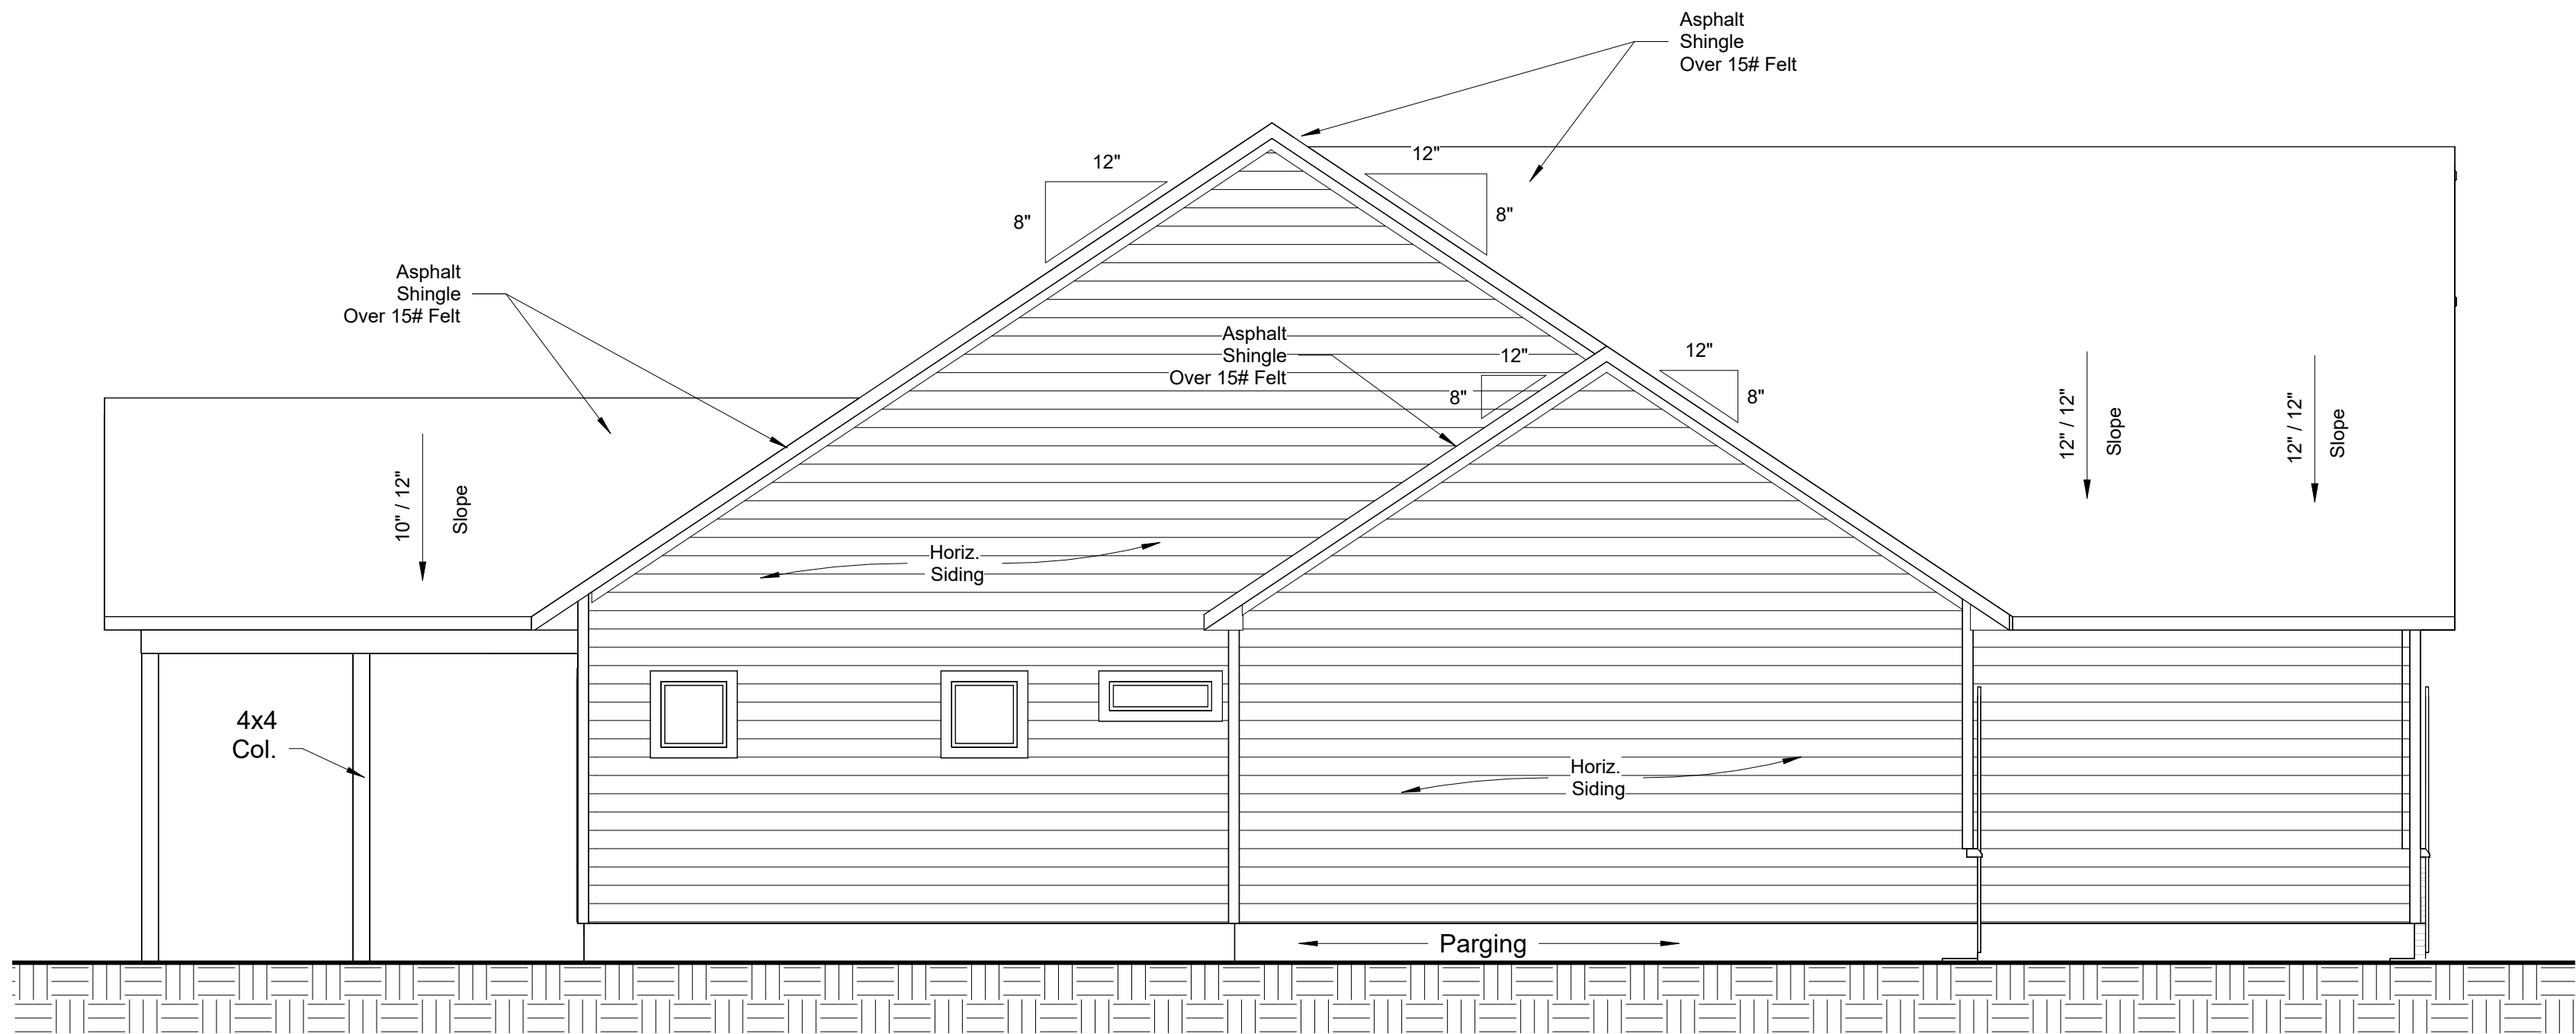 Asphalt
Shingle
Over 15# Felt
12"
8"
12"
8"
Asphalt
Shingle
Over 15# Felt
Asphalt
Shingle
Over 15# Felt
12"
8"
12"
8"
10" / 12"
Slope
12" / 12"
Slope
12" / 12"
Slope
Horiz.
Siding
4x4
Col.
Horiz.
Siding
Parging